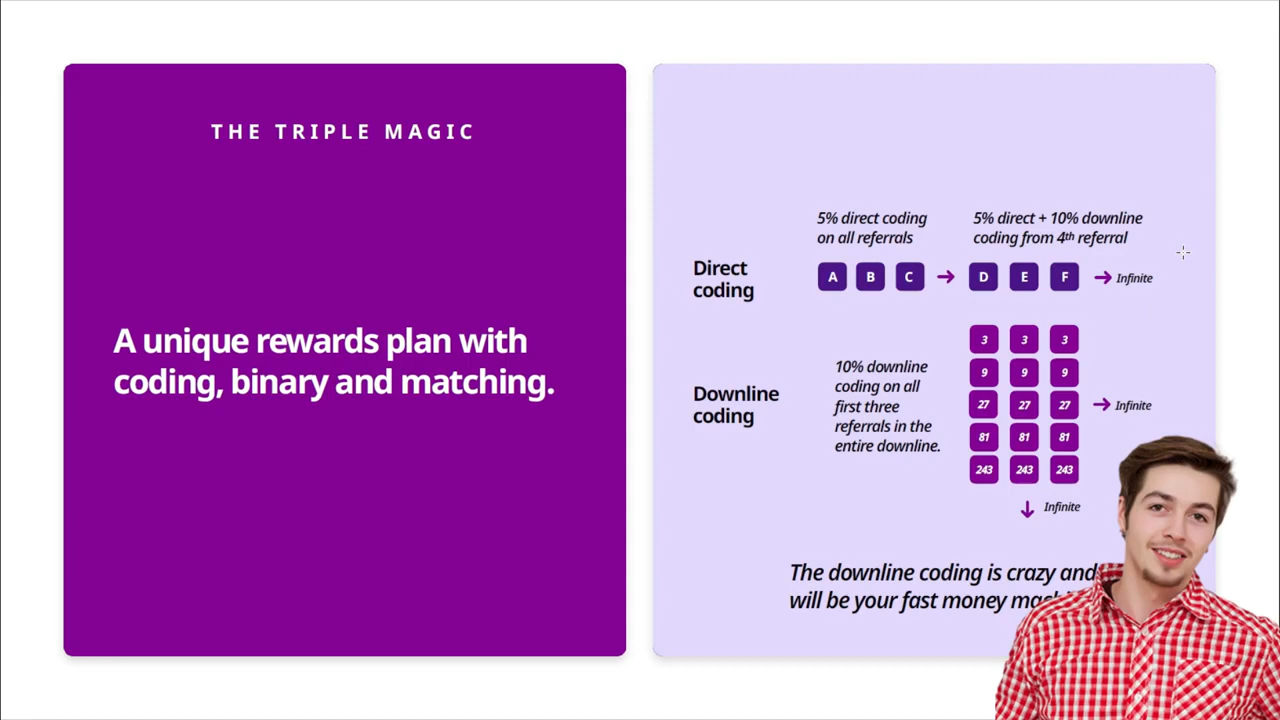 THE TRIPLE MAGIC
A unique rewards plan with
coding, binary and matching.
5% direct coding
on all referrals
5% direct + 10% downline
coding from 4th referral
Direct
coding
A B C D E F Infinite
3 3 3
9 9 9
Downline
coding
10% downline
coding on all
first three
referrals in the
entire downline.
27 27 27 Infinite
81 81 81
243 243 243
Infinite
The downline coding is crazy and
will be your fast money